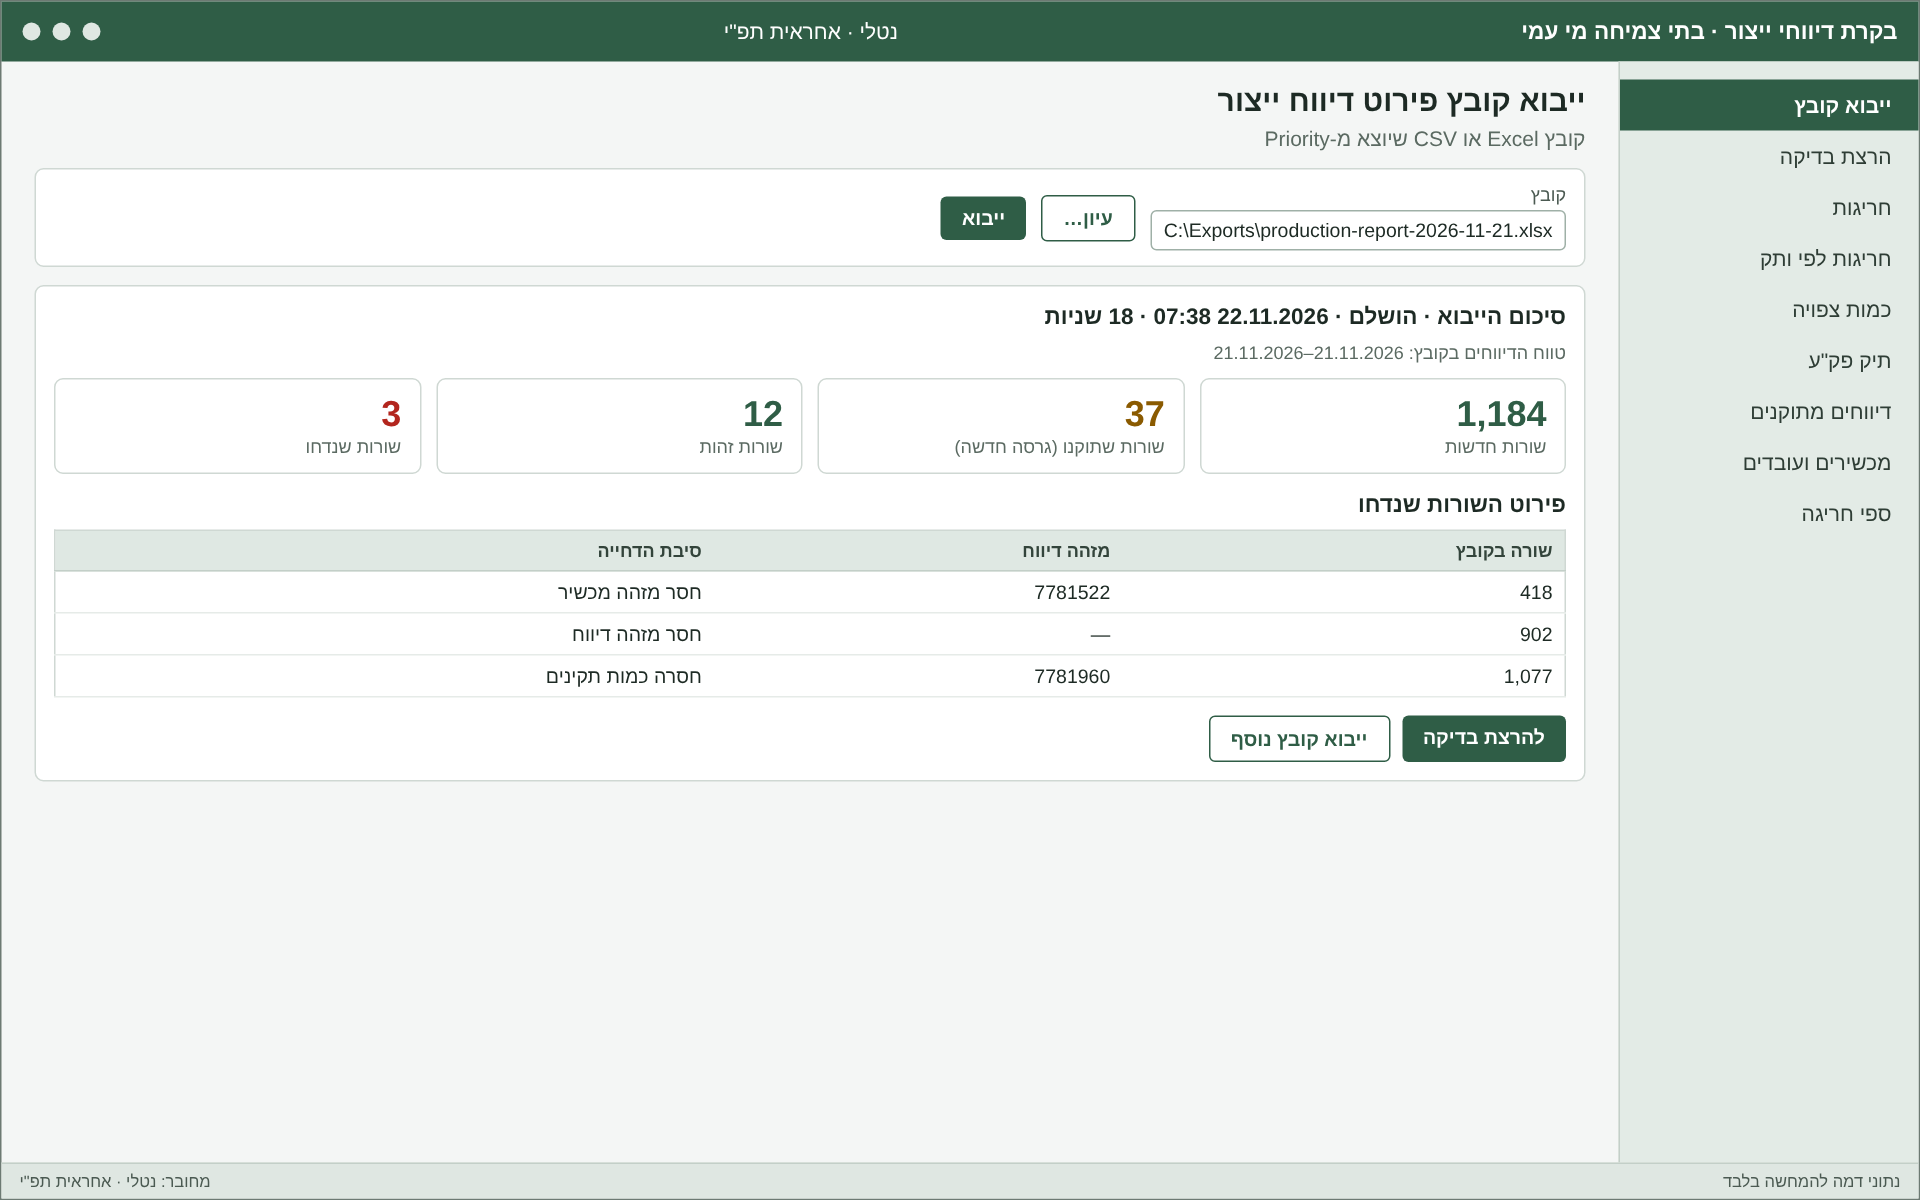 בקרת דיווחי ייצור · בתי צמיחה מי עמי
נטלי · אחראית תפ"י
ייבוא קובץ
הרצת בדיקה
חריגות
חריגות לפי ותק
כמות צפויה
תיק פק"ע
דיווחים מתוקנים
מכשירים ועובדים
ספי חריגה
ייבוא קובץ פירוט דיווח ייצור
קובץ Excel או CSV שיוצא מ-Priority
קובץ
C:\Exports\production-report-2026-11-21.xlsx
עיון...
ייבוא
סיכום הייבוא · הושלם · 22.11.2026 07:38 · 18 שניות
טווח הדיווחים בקובץ: 21.11.2026–21.11.2026
1,184
שורות חדשות
37
שורות שתוקנו (גרסה חדשה)
12
שורות זהות
3
שורות שנדחו
פירוט השורות שנדחו
שורה בקובץ מזהה דיווח סיבת הדחייה
418 7781522 חסר מזהה מכשיר
902 — חסר מזהה דיווח
1,077 7781960 חסרה כמות תקינים
להרצת בדיקה
ייבוא קובץ נוסף
נתוני דמה להמחשה בלבד
מחובר: נטלי · אחראית תפ"י